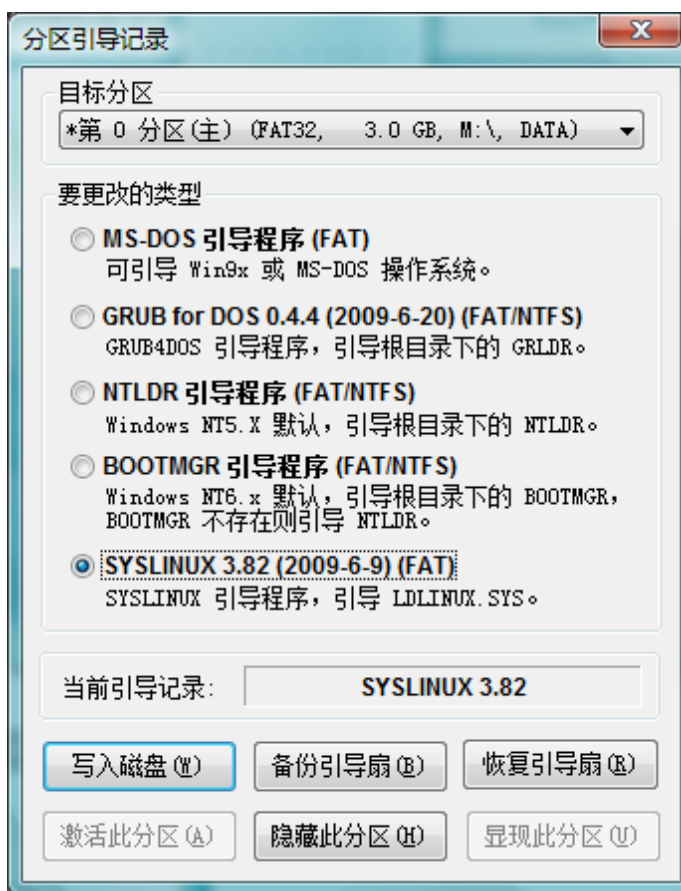 分区引导记录
目标分区
*第 0 分区(主) (FAT32,   3.0 GB, M:\, DATA)
要更改的类型
MS-DOS 引导程序 (FAT)
可引导 Win9x 或 MS-DOS 操作系统。
GRUB for DOS 0.4.4 (2009-6-20) (FAT/NTFS)
GRUB4DOS 引导程序，引导根目录下的 GRLDR。
NTLDR 引导程序 (FAT/NTFS)
Windows NT5.X 默认，引导根目录下的 NTLDR。
BOOTMGR 引导程序 (FAT/NTFS)
Windows NT6.x 默认，引导根目录下的 BOOTMGR，
BOOTMGR 不存在则引导 NTLDR。
SYSLINUX 3.82 (2009-6-9) (FAT)
SYSLINUX 引导程序，引导 LDLINUX.SYS。
当前引导记录: SYSLINUX 3.82
写入磁盘(W) 备份引导扇(B) 恢复引导扇(R)
激活此分区(A) 隐藏此分区(H) 显现此分区(U)